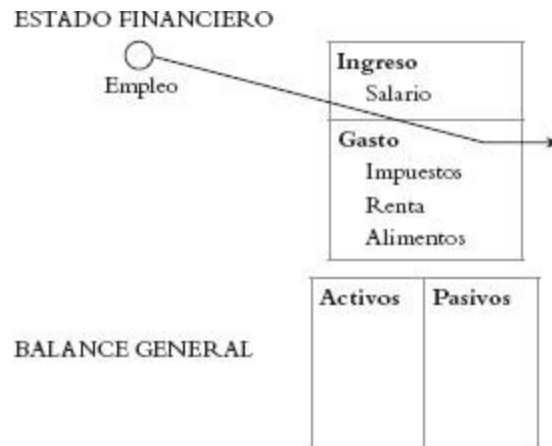 ESTADO FINANCIERO
Empleo
Ingreso
Salario
Gasto
Impuestos
Renta
Alimentos
Activos Pasivos
BALANCE GENERAL